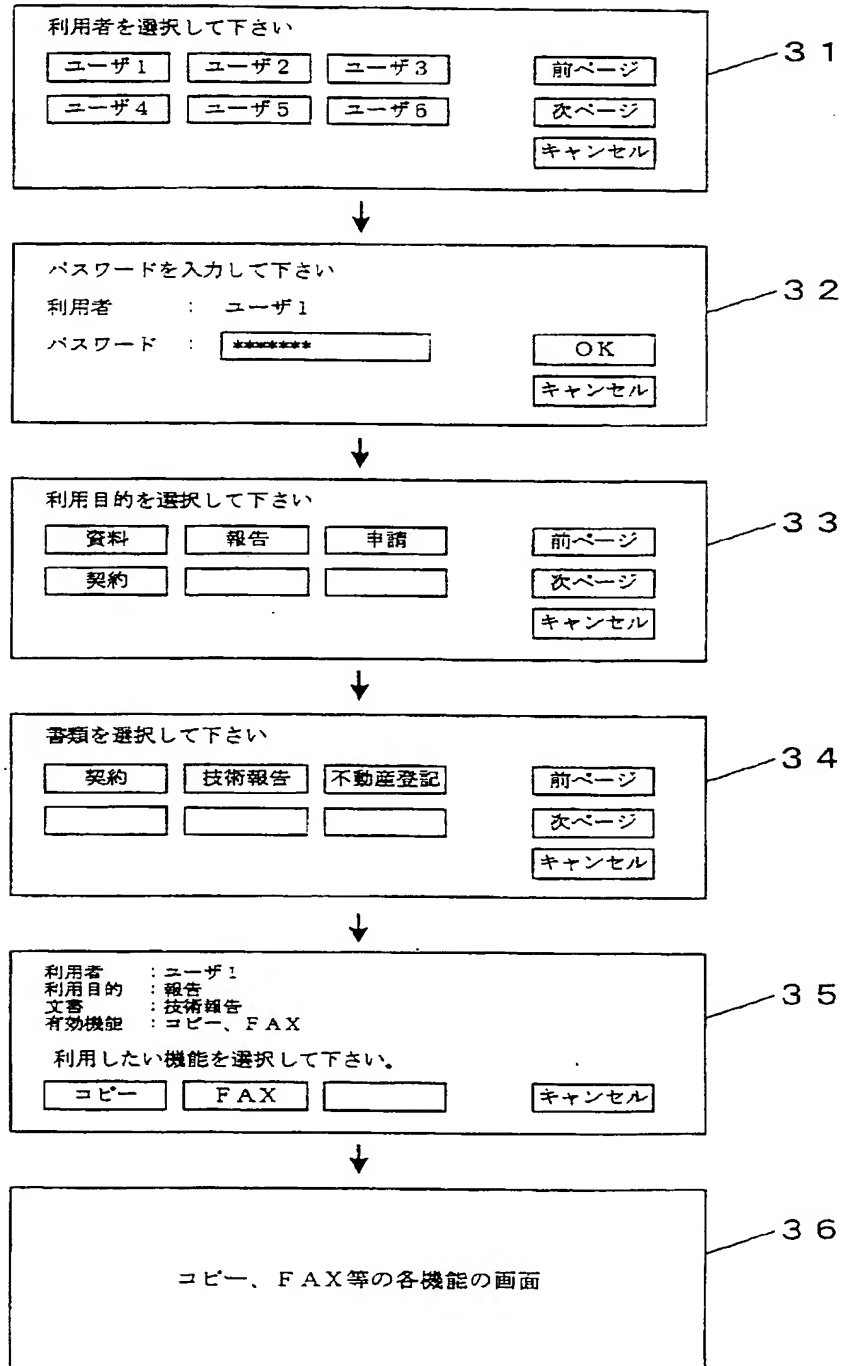 利用者を選択して下さい
ユーザ1 ユーザ2 ユーザ3 前ページ
31
ユーザ4 ユーザ5 ユーザ6 次ページ
キャンセル
パスワードを入力して下さい
32
利用者 : ユーザ1
パスワード : ******* OK
キャンセル
利用目的を選択して下さい
33
資料 報告 申請 前ページ
契約 次ページ
キャンセル
書類を選択して下さい
34
契約 技術報告 不動産登記 前ページ
次ページ
キャンセル
利用者 :ユーザ1
利用目的 :報告
35
文書 :技術報告
有効機能 :コピー、FAX
利用したい機能を選択して下さい。
コピー FAX キャンセル
36
コピー、FAX等の各機能の画面